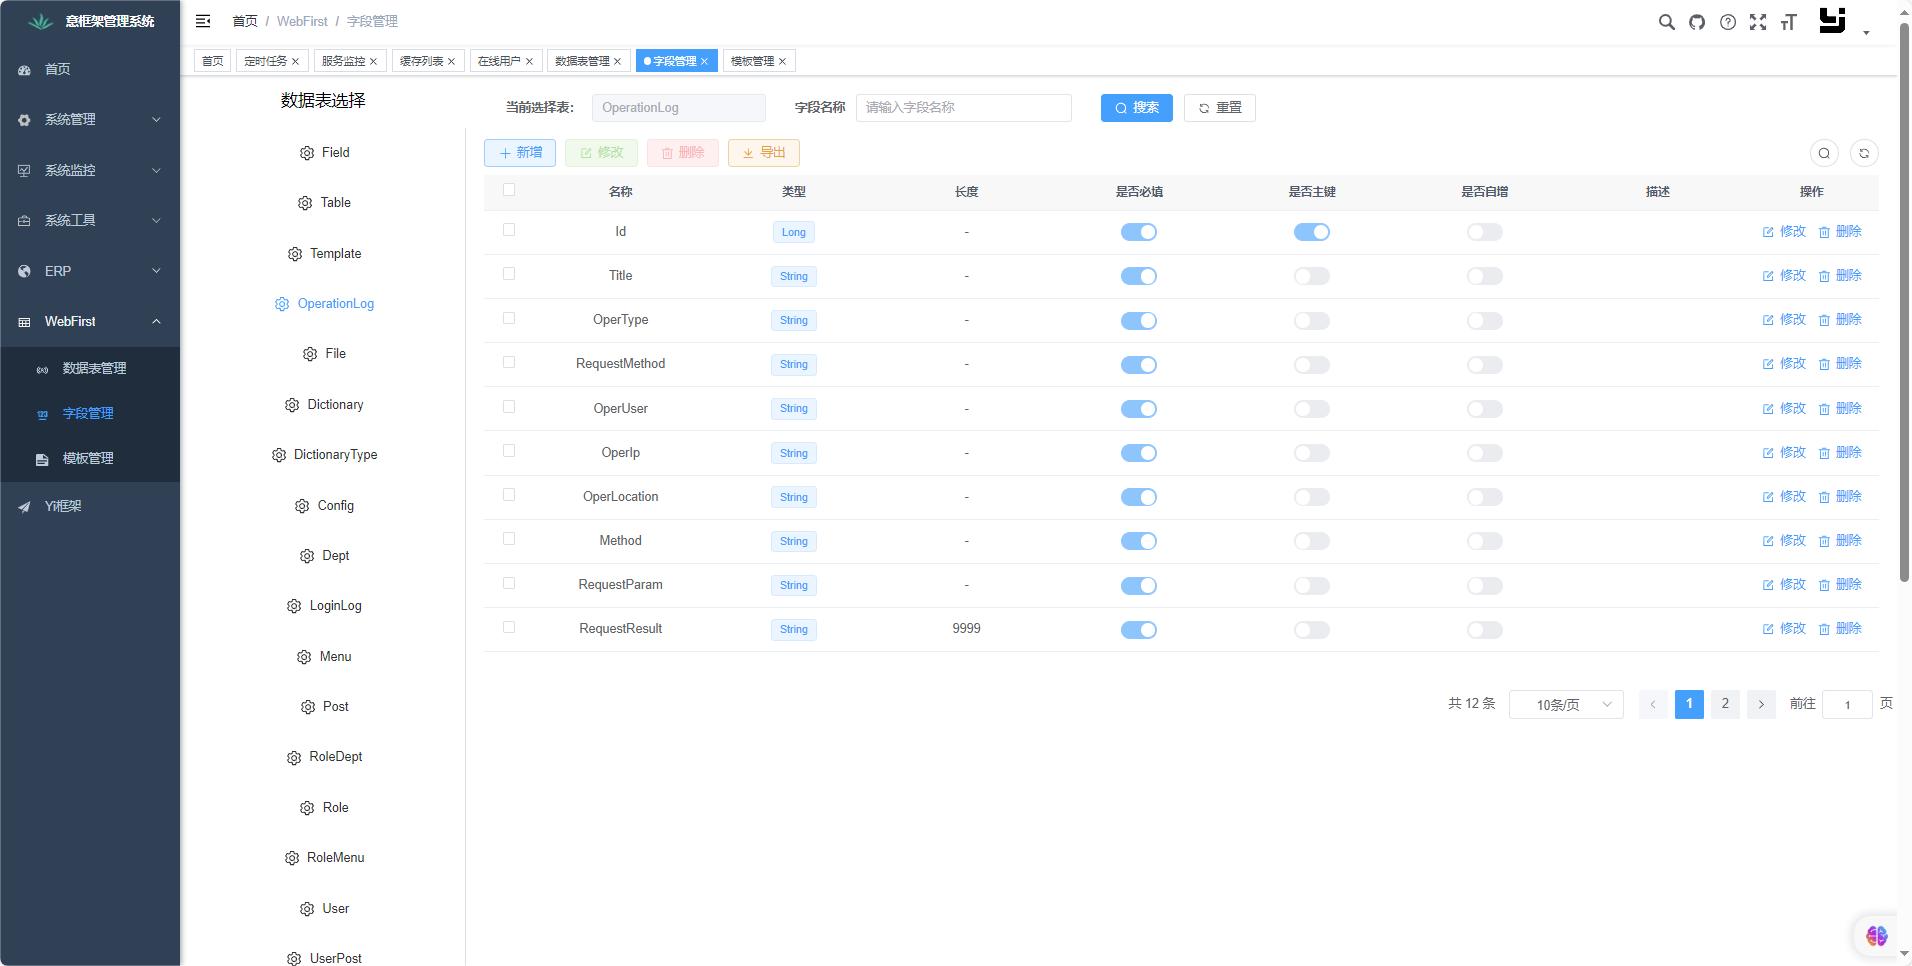 意框架管理系统
首页
系统管理
系统监控
系统工具
ERP
WebFirst
数据表管理
字段管理
模板管理
Yi框架
首页 / WebFirst / 字段管理
首页 定时任务 服务监控 缓存列表 在线用户 数据表管理 字段管理 模板管理
数据表选择
Field
Table
Template
OperationLog
File
Dictionary
DictionaryType
Config
Dept
LoginLog
Menu
Post
RoleDept
Role
RoleMenu
User
UserPost
当前选择表: OperationLog 字段名称 请输入字段名称 搜索 重置
新增 修改 删除 导出
名称 类型 长度 是否必填 是否主键 是否自增 描述 操作
Id Long - 修改 删除
Title String - 修改 删除
OperType String - 修改 删除
RequestMethod String - 修改 删除
OperUser String - 修改 删除
OperIp String - 修改 删除
OperLocation String - 修改 删除
Method String - 修改 删除
RequestParam String - 修改 删除
RequestResult String 9999 修改 删除
共 12 条 10条/页 1 2 前往 1 页